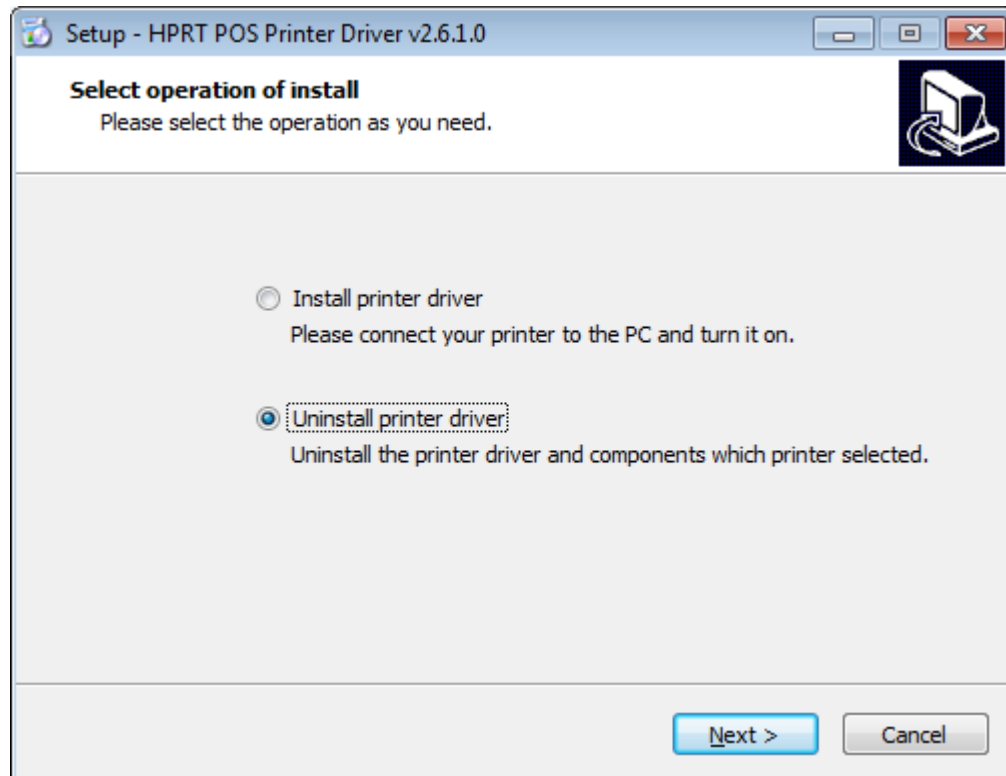 Setup - HPRT POS Printer Driver v2.6.1.0
Select operation of install
Please select the operation as you need.
Install printer driver
Please connect your printer to the PC and turn it on.
Uninstall printer driver
Uninstall the printer driver and components which printer selected.
Next >
Cancel